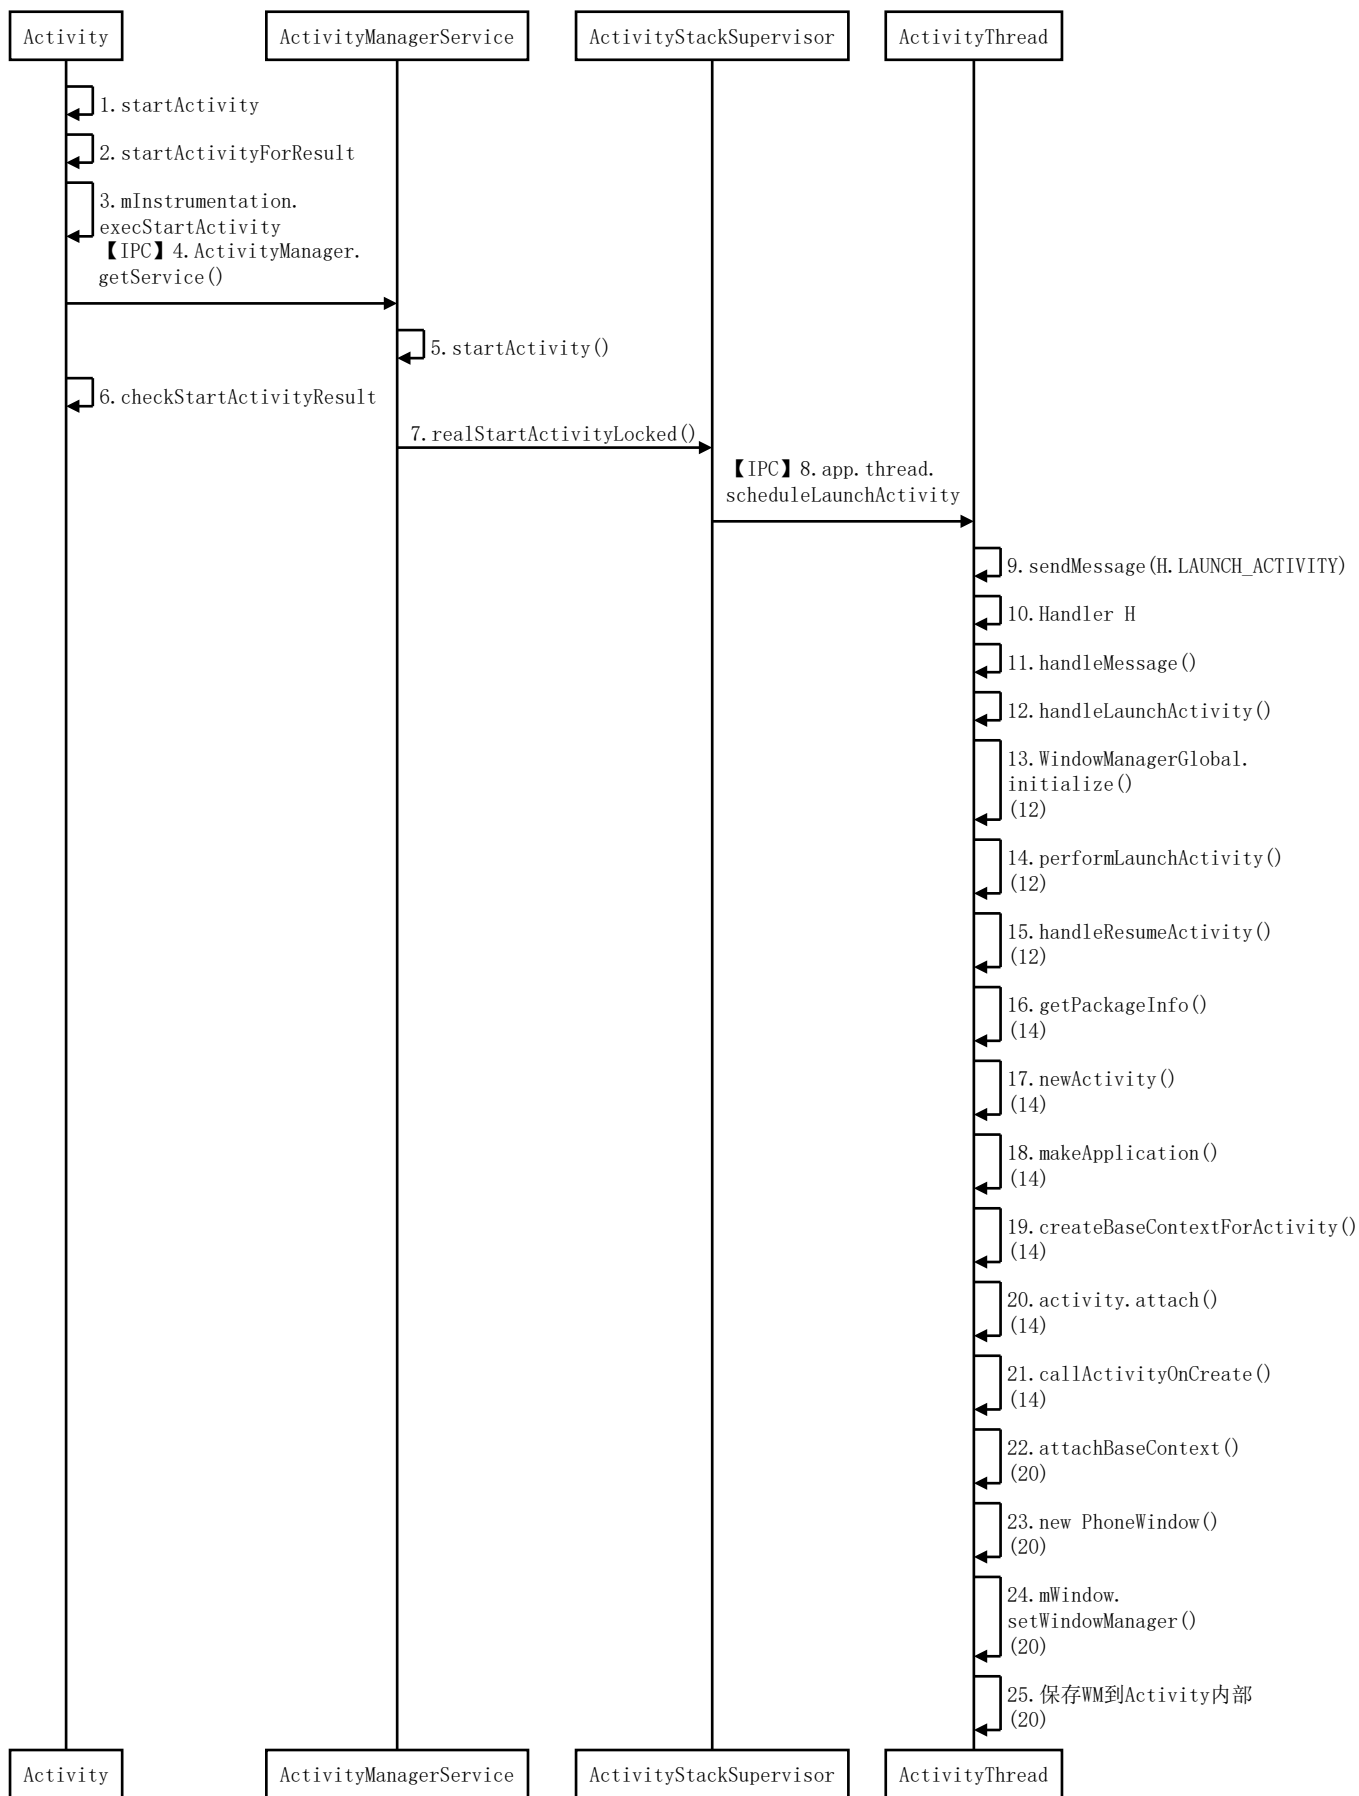 Activity
ActivityManagerService
ActivityStackSupervisor
ActivityThread
1.startActivity
2.startActivityForResult
3.mInstrumentation.
execStartActivity
【IPC】4.ActivityManager.
getService()
5.startActivity()
6.checkStartActivityResult
7.realStartActivityLocked()
【IPC】8.app.thread.
scheduleLaunchActivity
9.sendMessage(H.LAUNCH_ACTIVITY)
10.Handler H
11.handleMessage()
12.handleLaunchActivity()
13.WindowManagerGlobal.
initialize()
(12)
14.performLaunchActivity()
(12)
15.handleResumeActivity()
(12)
16.getPackageInfo()
(14)
17.newActivity()
(14)
18.makeApplication()
(14)
19.createBaseContextForActivity()
(14)
20.activity.attach()
(14)
21.callActivityOnCreate()
(14)
22.attachBaseContext()
(20)
23.new PhoneWindow()
(20)
24.mWindow.
setWindowManager()
(20)
25.保存WM到Activity内部
(20)
Activity
ActivityManagerService
ActivityStackSupervisor
ActivityThread